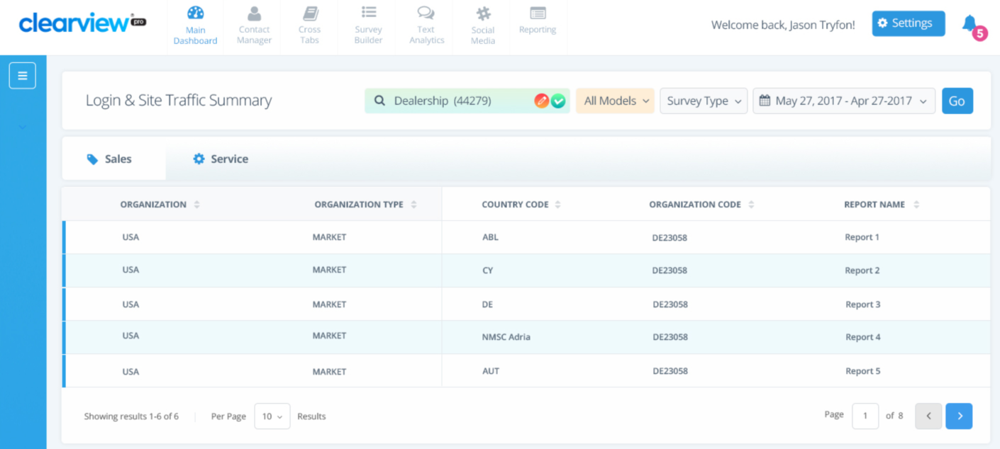 clearview pro
Main Dashboard
Contact Manager
Cross Tabs
Survey Builder
Text Analytics
Social Media
Reporting
Welcome back, Jason Tryfon!
Settings
5
Login & Site Traffic Summary
Dealership (44279)
All Models
Survey Type
May 27, 2017 - Apr 27-2017
Go
Sales
Service
ORGANIZATION ORGANIZATION TYPE COUNTRY CODE ORGANIZATION CODE REPORT NAME
USA MARKET ABL DE23058 Report 1
USA MARKET CY DE23058 Report 2
USA MARKET DE DE23058 Report 3
USA MARKET NMSC Adria DE23058 Report 4
USA MARKET AUT DE23058 Report 5
Showing results 1-6 of 6 Per Page 10 Results Page 1 of 8